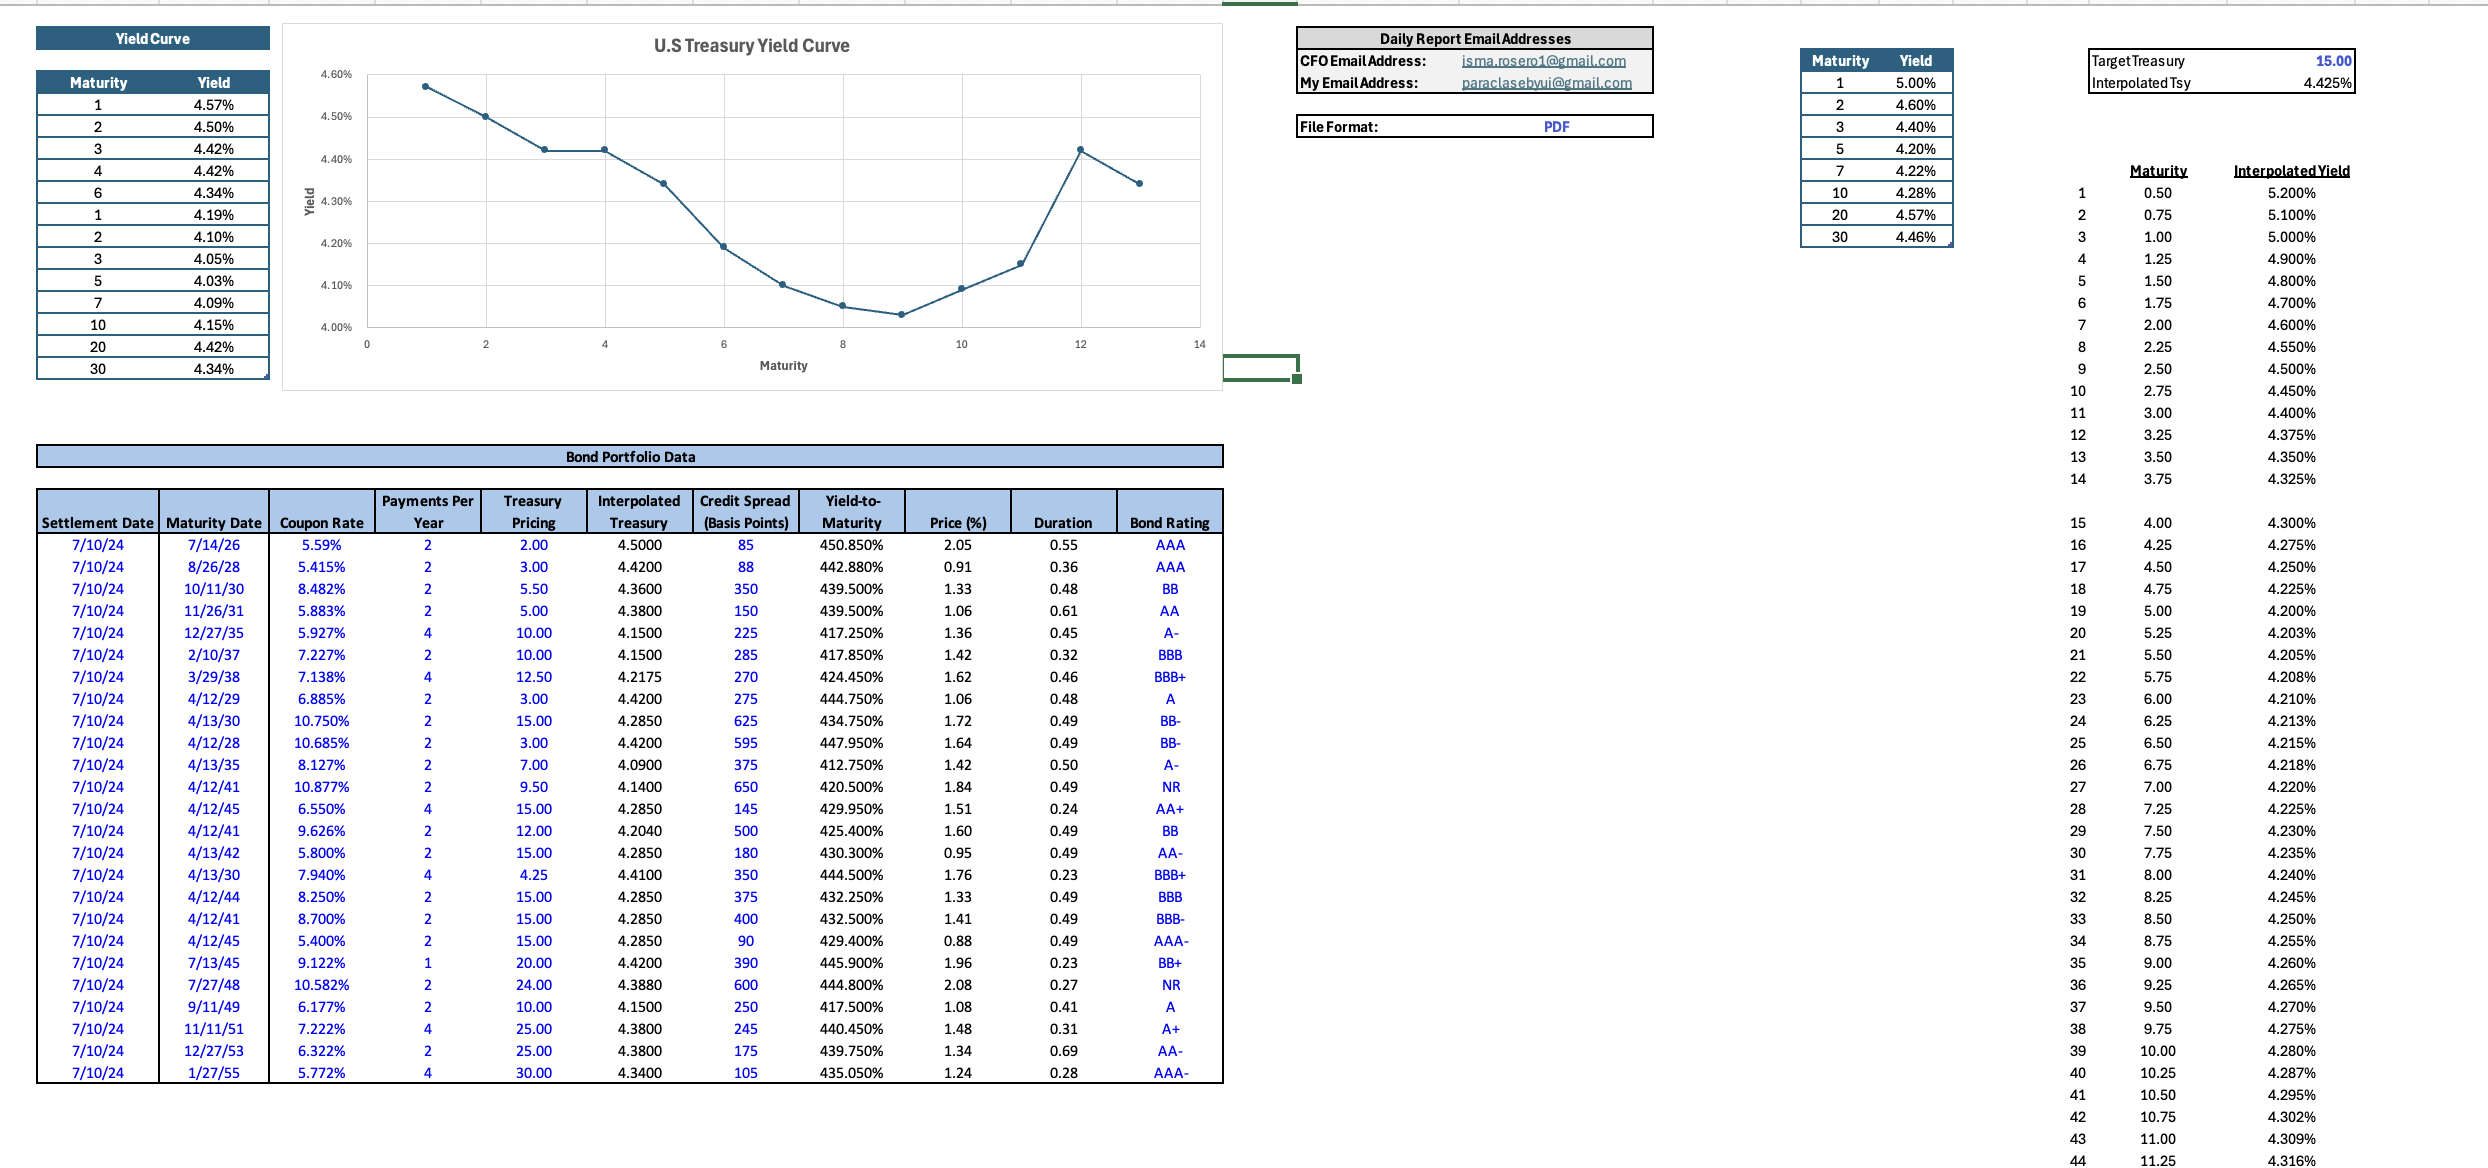 Yield Curve
Maturity Yield
1 4.57%
2 4.50%
3 4.42%
4 4.42%
6 4.34%
1 4.19%
2 4.10%
3 4.05%
5 4.03%
7 4.09%
10 4.15%
20 4.42%
30 4.34%
U.S Treasury Yield Curve
4.60%
4.50%
4.40%
4.30%
4.20%
4.10%
4.00%
Yield
0 2 4 6 8 10 12 14
Maturity
Daily Report Email Addresses
CFO Email Address: isma.rosero1@gmail.com
My Email Address: paraclasebyui@gmail.com
File Format: PDF
Maturity Yield
1 5.00%
2 4.60%
3 4.40%
5 4.20%
7 4.22%
10 4.28%
20 4.57%
30 4.46%
Target Treasury 15.00
Interpolated Tsy 4.425%
Maturity Interpolated Yield
1 0.50 5.200%
2 0.75 5.100%
3 1.00 5.000%
4 1.25 4.900%
5 1.50 4.800%
6 1.75 4.700%
7 2.00 4.600%
8 2.25 4.550%
9 2.50 4.500%
10 2.75 4.450%
11 3.00 4.400%
12 3.25 4.375%
13 3.50 4.350%
14 3.75 4.325%
15 4.00 4.300%
16 4.25 4.275%
17 4.50 4.250%
18 4.75 4.225%
19 5.00 4.200%
20 5.25 4.203%
21 5.50 4.205%
22 5.75 4.208%
23 6.00 4.210%
24 6.25 4.213%
25 6.50 4.215%
26 6.75 4.218%
27 7.00 4.220%
28 7.25 4.225%
29 7.50 4.230%
30 7.75 4.235%
31 8.00 4.240%
32 8.25 4.245%
33 8.50 4.250%
34 8.75 4.255%
35 9.00 4.260%
36 9.25 4.265%
37 9.50 4.270%
38 9.75 4.275%
39 10.00 4.280%
40 10.25 4.287%
41 10.50 4.295%
42 10.75 4.302%
43 11.00 4.309%
44 11.25 4.316%
Bond Portfolio Data
Settlement Date Maturity Date Coupon Rate Payments Per Year Treasury Pricing Interpolated Treasury Credit Spread (Basis Points) Yield-to-Maturity Price (%) Duration Bond Rating
7/10/24 7/14/26 5.59% 2 2.00 4.5000 85 450.850% 2.05 0.55 AAA
7/10/24 8/26/28 5.415% 2 3.00 4.4200 88 442.880% 0.91 0.36 AAA
7/10/24 10/11/30 8.482% 2 5.50 4.3600 350 439.500% 1.33 0.48 BB
7/10/24 11/26/31 5.883% 2 5.00 4.3800 150 439.500% 1.06 0.61 AA
7/10/24 12/27/35 5.927% 4 10.00 4.1500 225 417.250% 1.36 0.45 A-
7/10/24 2/10/37 7.227% 2 10.00 4.1500 285 417.850% 1.42 0.32 BBB
7/10/24 3/29/38 7.138% 4 12.50 4.2175 270 424.450% 1.62 0.46 BBB+
7/10/24 4/12/29 6.885% 2 3.00 4.4200 275 444.750% 1.06 0.48 A
7/10/24 4/13/30 10.750% 2 15.00 4.2850 625 434.750% 1.72 0.49 BB-
7/10/24 4/12/28 10.685% 2 3.00 4.4200 595 447.950% 1.64 0.49 BB-
7/10/24 4/13/35 8.127% 2 7.00 4.0900 375 412.750% 1.42 0.50 A-
7/10/24 4/12/41 10.877% 2 9.50 4.1400 650 420.500% 1.84 0.49 NR
7/10/24 4/12/45 6.550% 4 15.00 4.2850 145 429.950% 1.51 0.24 AA+
7/10/24 4/12/41 9.626% 2 12.00 4.2040 500 425.400% 1.60 0.49 BB
7/10/24 4/13/42 5.800% 2 15.00 4.2850 180 430.300% 0.95 0.49 AA-
7/10/24 4/13/30 7.940% 4 4.25 4.4100 350 444.500% 1.76 0.23 BBB+
7/10/24 4/12/44 8.250% 2 15.00 4.2850 375 432.250% 1.33 0.49 BBB
7/10/24 4/12/41 8.700% 2 15.00 4.2850 400 432.500% 1.41 0.49 BBB-
7/10/24 4/12/45 5.400% 2 15.00 4.2850 90 429.400% 0.88 0.49 AAA-
7/10/24 7/13/45 9.122% 1 20.00 4.4200 390 445.900% 1.96 0.23 BB+
7/10/24 7/27/48 10.582% 2 24.00 4.3880 600 444.800% 2.08 0.27 NR
7/10/24 9/11/49 6.177% 2 10.00 4.1500 250 417.500% 1.08 0.41 A
7/10/24 11/11/51 7.222% 4 25.00 4.3800 245 440.450% 1.48 0.31 A+
7/10/24 12/27/53 6.322% 2 25.00 4.3800 175 439.750% 1.34 0.69 AA-
7/10/24 1/27/55 5.772% 4 30.00 4.3400 105 435.050% 1.24 0.28 AAA-